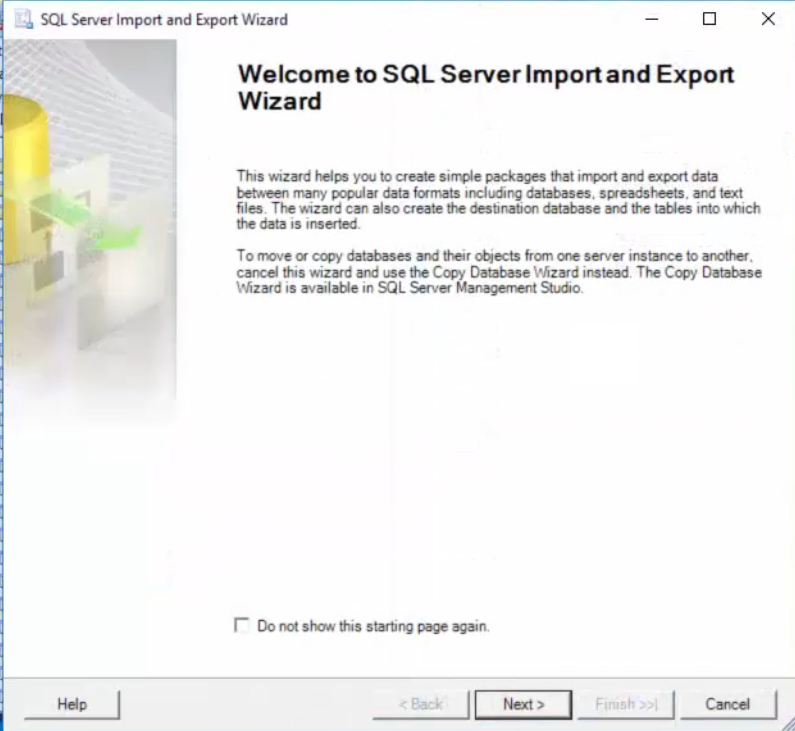 SQL Server Import and Export Wizard
Welcome to SQL Server Import and Export
Wizard
This wizard helps you to create simple packages that import and export data
between many popular data formats including databases, spreadsheets, and text
files. The wizard can also create the destination database and the tables into which
the data is inserted.
To move or copy databases and their objects from one server instance to another,
cancel this wizard and use the Copy Database Wizard instead. The Copy Database
Wizard is available in SQL Server Management Studio.
Do not show this starting page again.
Help
< Back
Next >
Finish >>|
Cancel